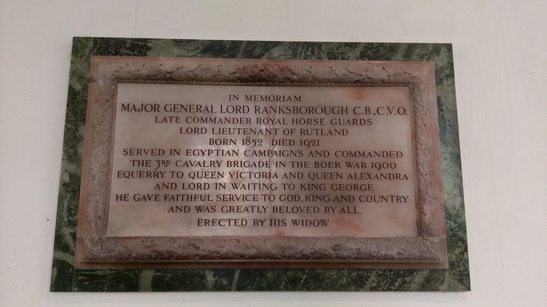 IN MEMORIAM
MAJOR GENERAL LORD RANKSBOROUGH C.B., C.V.O.
LATE COMMANDER ROYAL HORSE GUARDS
LORD LIEUTENANT OF RUTLAND
BORN 1852 DIED 1921
SERVED IN EGYPTIAN CAMPAIGNS AND COMMANDED
THE 3RD CAVALRY BRIGADE IN THE BOER WAR 1900
EQUERRY TO QUEEN VICTORIA AND QUEEN ALEXANDRA
AND LORD IN WAITING TO KING GEORGE
HE GAVE FAITHFUL SERVICE TO GOD, KING AND COUNTRY
AND WAS GREATLY BELOVED BY ALL.
ERECTED BY HIS WIDOW